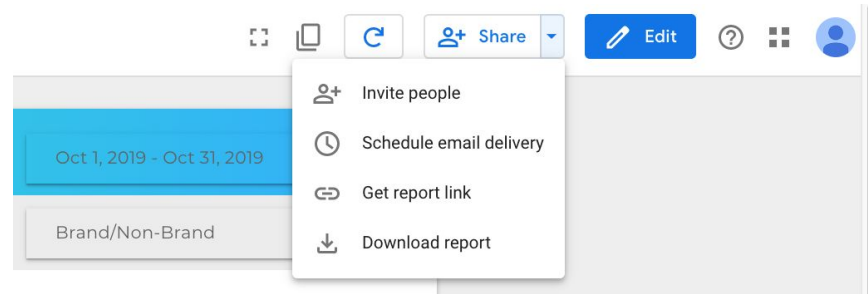 Share
Edit
Invite people
Schedule email delivery
Oct 1, 2019 - Oct 31, 2019
Get report link
Brand/Non-Brand
Download report